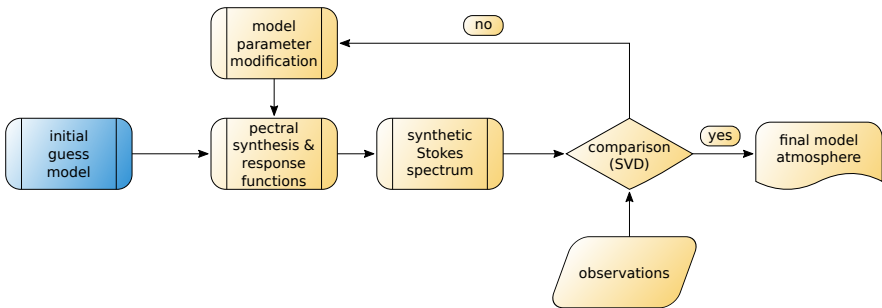 model
parameter
modification
no
initial
guess
model
pectral
synthesis &
response
functions
synthetic
Stokes
spectrum
comparison
(SVD)
yes
final model
atmosphere
observations